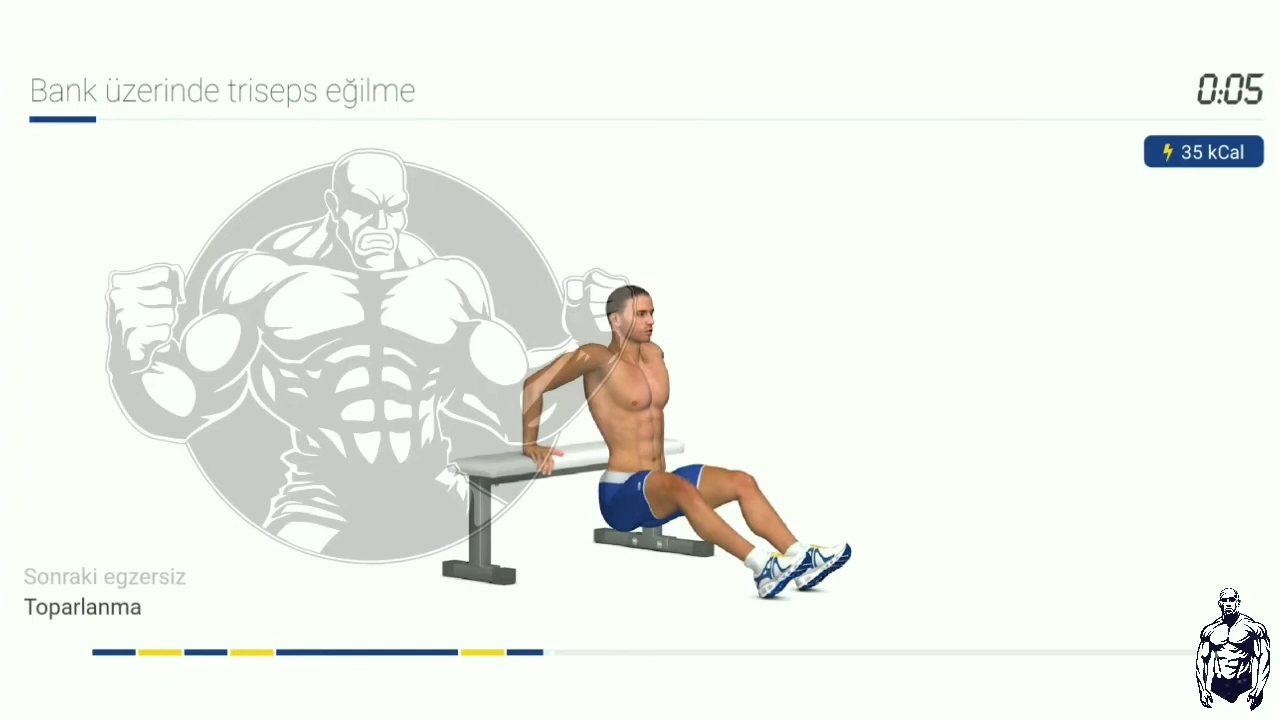 Bank üzerinde triseps eğilme
0:05
35 kCal
Sonraki egzersiz
Toparlanma